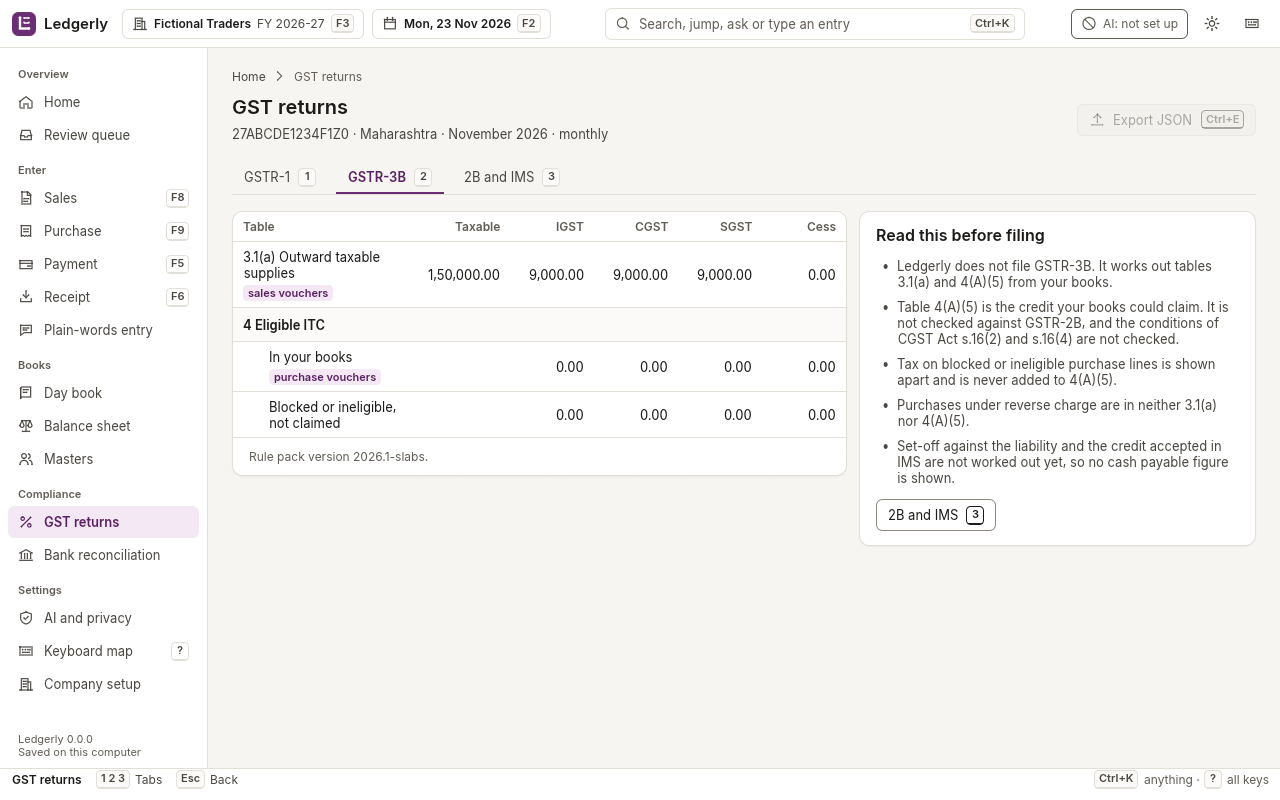 Ledgerly
Fictional Traders FY 2026-27 F3
Mon, 23 Nov 2026 F2
Search, jump, ask or type an entry Ctrl+K
AI: not set up
Overview
Home
Review queue
Enter
Sales F8
Purchase F9
Payment F5
Receipt F6
Plain-words entry
Books
Day book
Balance sheet
Masters
Compliance
GST returns
Bank reconciliation
Settings
AI and privacy
Keyboard map ?
Company setup
Ledgerly 0.0.0
Saved on this computer
Home GST returns
GST returns
27ABCDE1234F1Z0 · Maharashtra · November 2026 · monthly
Export JSON Ctrl+E
GSTR-1 1 GSTR-3B 2 2B and IMS 3
Table Taxable IGST CGST SGST Cess
3.1(a) Outward taxable
supplies
sales vouchers
1,50,000.00 9,000.00 9,000.00 9,000.00 0.00
4 Eligible ITC
In your books
purchase vouchers
0.00 0.00 0.00 0.00
Blocked or ineligible,
not claimed
0.00 0.00 0.00 0.00
Rule pack version 2026.1-slabs.
Read this before filing
• Ledgerly does not file GSTR-3B. It works out tables
3.1(a) and 4(A)(5) from your books.
• Table 4(A)(5) is the credit your books could claim. It is
not checked against GSTR-2B, and the conditions of
CGST Act s.16(2) and s.16(4) are not checked.
• Tax on blocked or ineligible purchase lines is shown
apart and is never added to 4(A)(5).
• Purchases under reverse charge are in neither 3.1(a)
nor 4(A)(5).
• Set-off against the liability and the credit accepted in
IMS are not worked out yet, so no cash payable figure
is shown.
2B and IMS 3
GST returns 1 2 3 Tabs Esc Back
Ctrl+K anything · ? all keys